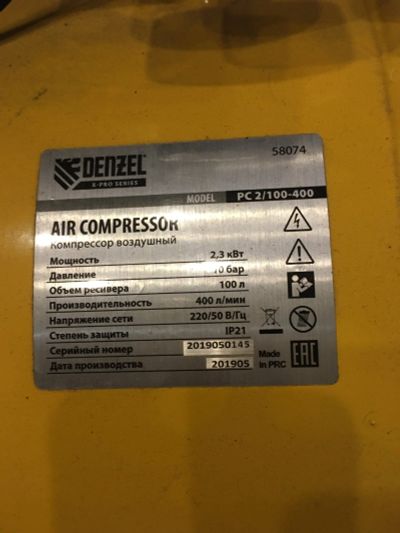 DENZEL
X-PRO SERIES
58074
MODEL PC 2/100-400
AIR COMPRESSOR
Компрессор воздушный
Мощность 2,3 кВт
Давление 10 бар
Объем ресивера 100 л
Производительность 400 л/мин
Напряжение сети 220/50 В/Гц
Степень защиты IP21
Серийный номер 2019050145
Дата производства 201905
Made
in PRC
EAC